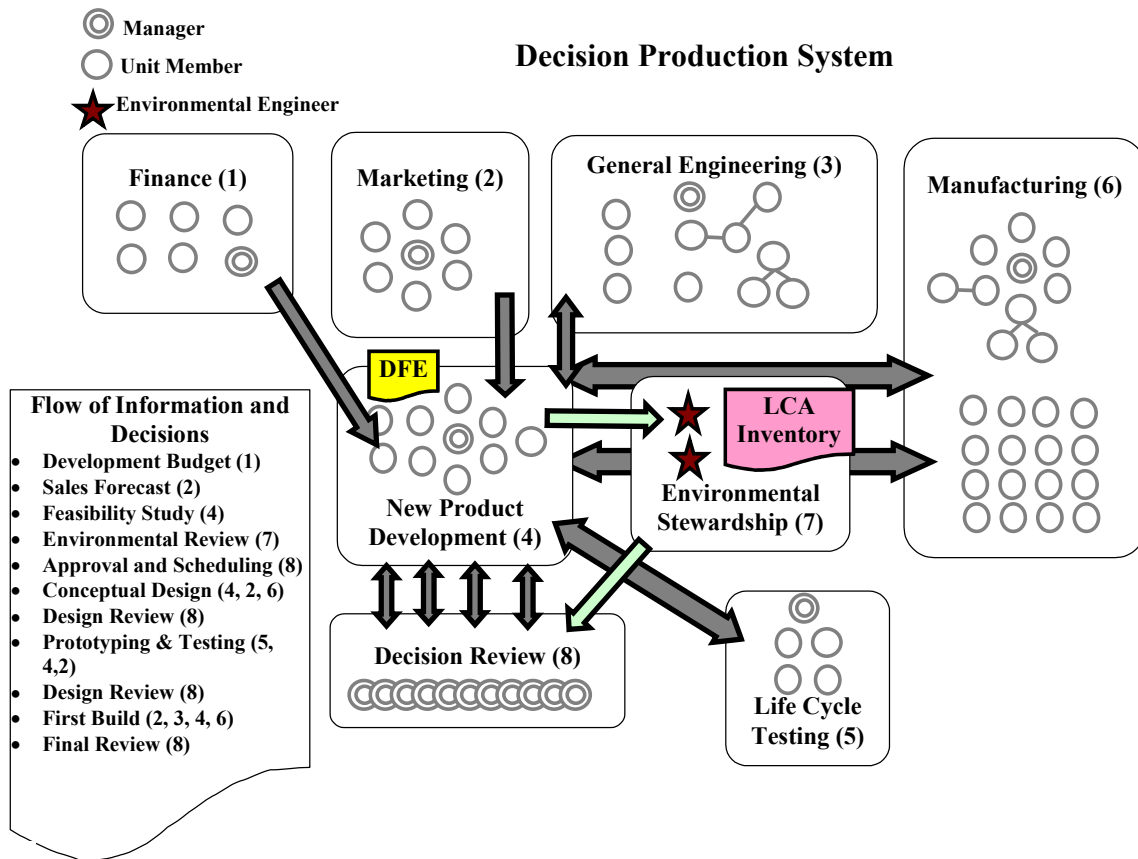 Manager
Unit Member
Environmental Engineer
Decision Production System
Finance (1)
Marketing (2)
General Engineering (3)
Manufacturing (6)
DFE
New Product
Development (4)
LCA
Inventory
Environmental
Stewardship (7)
Flow of Information and
Decisions
• Development Budget (1)
• Sales Forecast (2)
• Feasibility Study (4)
• Environmental Review (7)
• Approval and Scheduling (8)
• Conceptual Design (4, 2, 6)
• Design Review (8)
• Prototyping & Testing (5,
4,2)
• Design Review (8)
• First Build (2, 3, 4, 6)
• Final Review (8)
Decision Review (8)
Life Cycle
Testing (5)